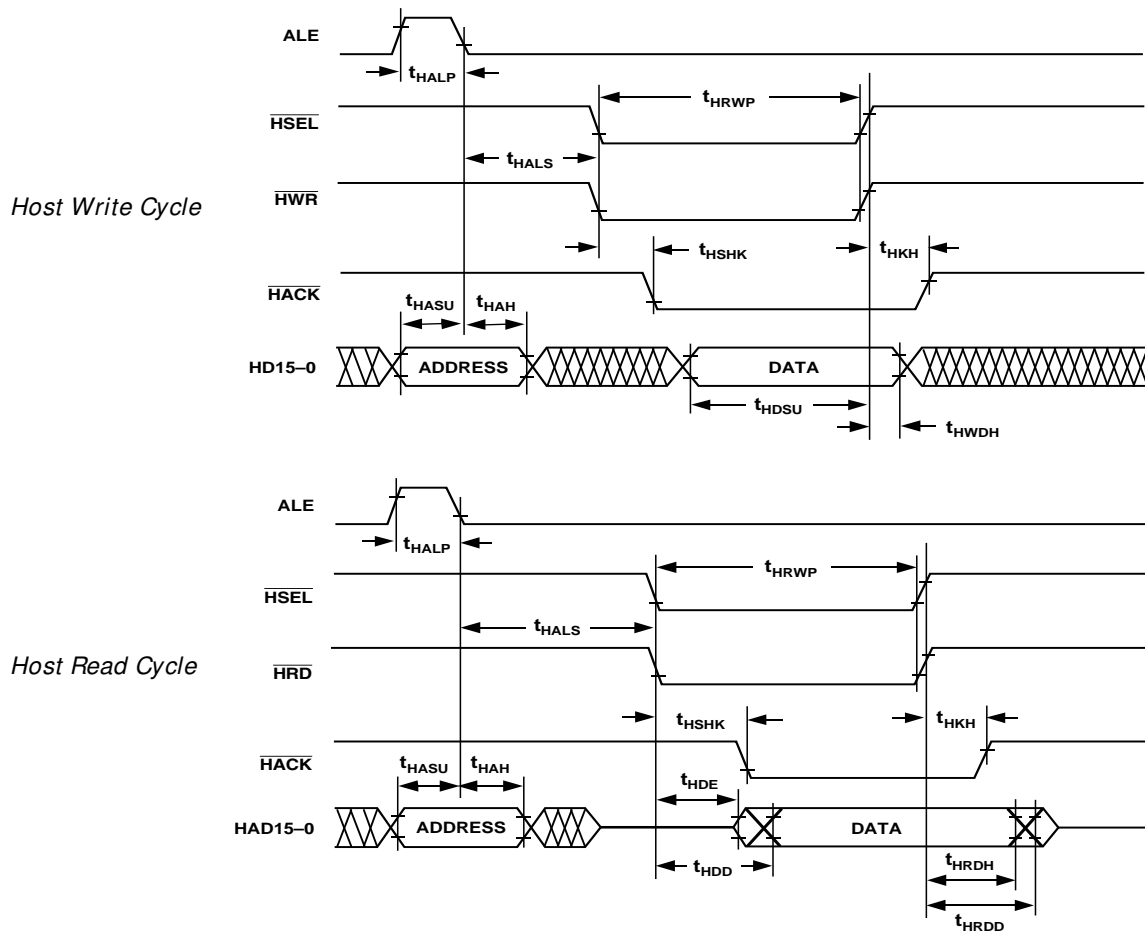 ALE
tHALP
tHRWP
HSEL
tHALS
Host Write Cycle
HWR
tHSHK
tHKH
HACK
tHASU
tHAH
HD15–0
ADDRESS
DATA
tHDSU
tHWDH
ALE
tHALP
tHRWP
HSEL
tHALS
Host Read Cycle
HRD
tHSHK
tHKH
HACK
tHASU
tHAH
tHDE
HAD15–0
ADDRESS
DATA
tHDD
tHRDH
tHRDD